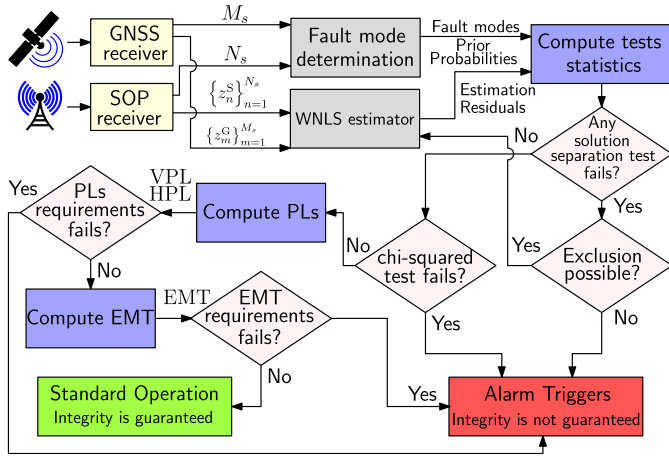 GNSS
receiver
SOP
receiver
M_s
N_s
{z_n^S}_{n=1}^{N_s}
{z_m^G}_{m=1}^{M_s}
Fault mode
determination
WNLS estimator
Fault modes
Prior
Probabilities
Estimation
Residuals
Compute tests
statistics
Any
solution
separation test
fails?
No
Yes
Exclusion
possible?
Yes
No
chi-squared
test fails?
No
Yes
Compute PLs
VPL
HPL
PLs
requirements
fails?
Yes
No
Compute EMT
EMT
EMT
requirements
fails?
No
Yes
Standard Operation
Integrity is guaranteed
Alarm Triggers
Integrity is not guaranteed